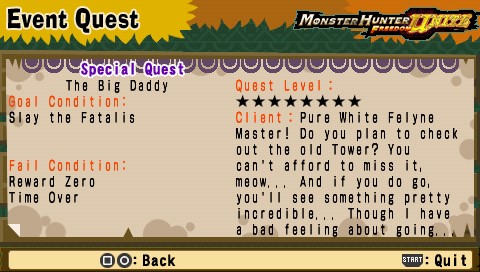 Event Quest
MONSTER HUNTER
FREEDOM UNITE
Special Quest
The Big Daddy
Goal Condition:
Slay the Fatalis
Fail Condition:
Reward Zero
Time Over
Quest Level:
★★★★★★★★
Client: Pure White Felyne
Master! Do you plan to check
out the old Tower? You
can't afford to miss it,
meow... And if you do go,
you'll see something pretty
incredible... Though I have
a bad feeling about going...
: Back
START: Quit